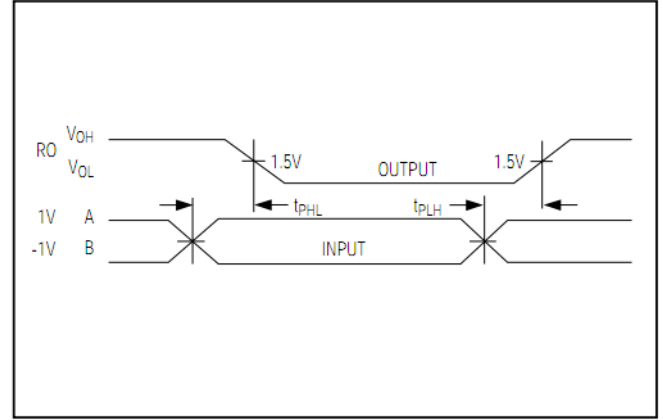 RO VOH
VOL
1.5V OUTPUT 1.5V
tPHL tPLH
1V A
-1V B
INPUT